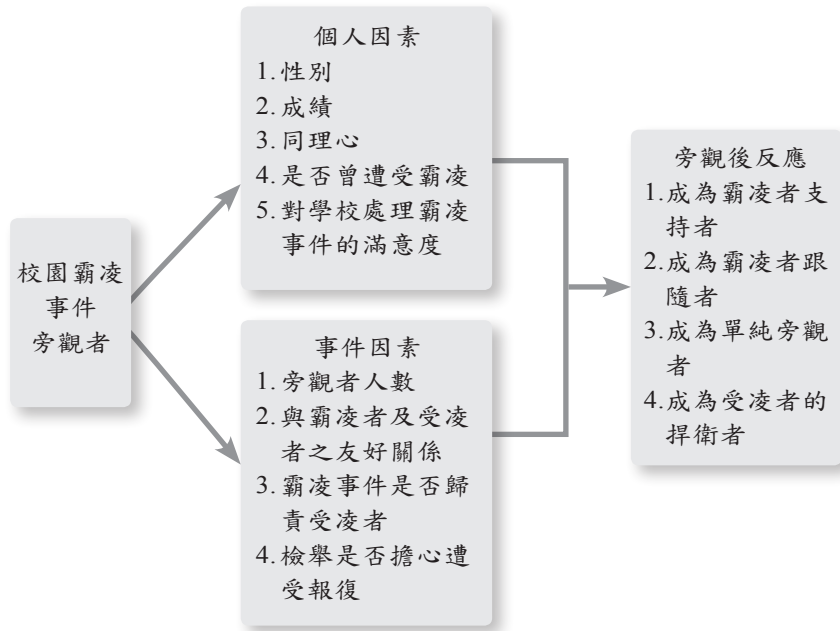 校園霸凌
事件
旁觀者
個人因素
1. 性別
2. 成績
3. 同理心
4. 是否曾遭受霸凌
5. 對學校處理霸凌
事件的滿意度
事件因素
1. 旁觀者人數
2. 與霸凌者及受凌
者之友好關係
3. 霸凌事件是否歸
責受凌者
4. 檢舉是否擔心遭
受報復
旁觀後反應
1. 成為霸凌者支
持者
2. 成為霸凌者跟
隨者
3. 成為單純旁觀
者
4. 成為受凌者的
捍衛者